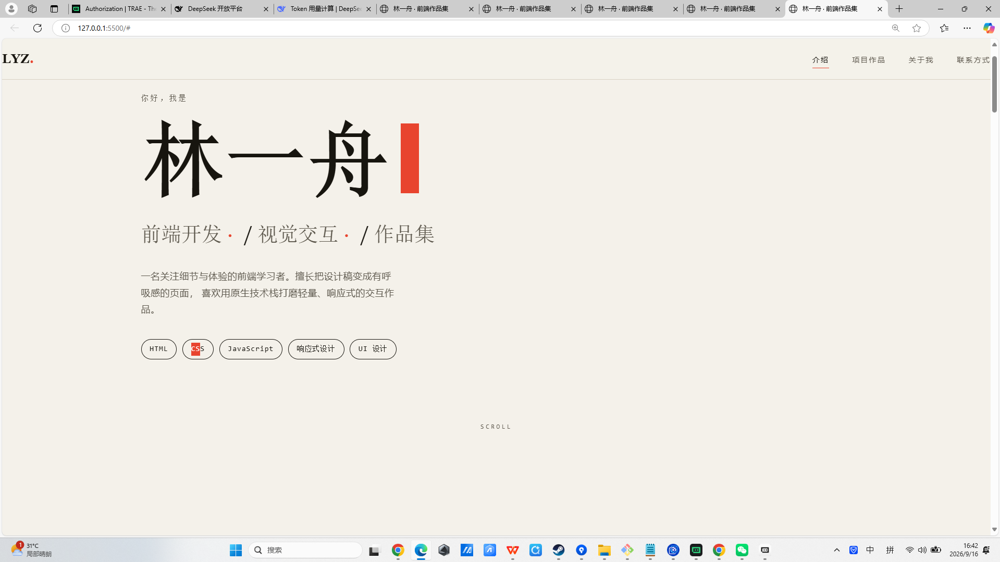 Authorization | TRAE - The
DeepSeek 开放平台
Token 用量计算 | DeepSee
林一舟 · 前端作品集
林一舟 · 前端作品集
林一舟 · 前端作品集
林一舟 · 前端作品集
林一舟 · 前端作品集
127.0.0.1:5500/#
LYZ.
介绍
项目作品
关于我
联系方式
你好，我是
林一舟
前端开发· / 视觉交互· / 作品集
一名关注细节与体验的前端学习者。擅长把设计稿变成有呼
吸感的页面， 喜欢用原生技术栈打磨轻量、响应式的交互作
品。
HTML
CSS
JavaScript
响应式设计
UI 设计
SCROLL
1
31°C
局部晴朗
搜索
中
拼
16:42
2026/9/16